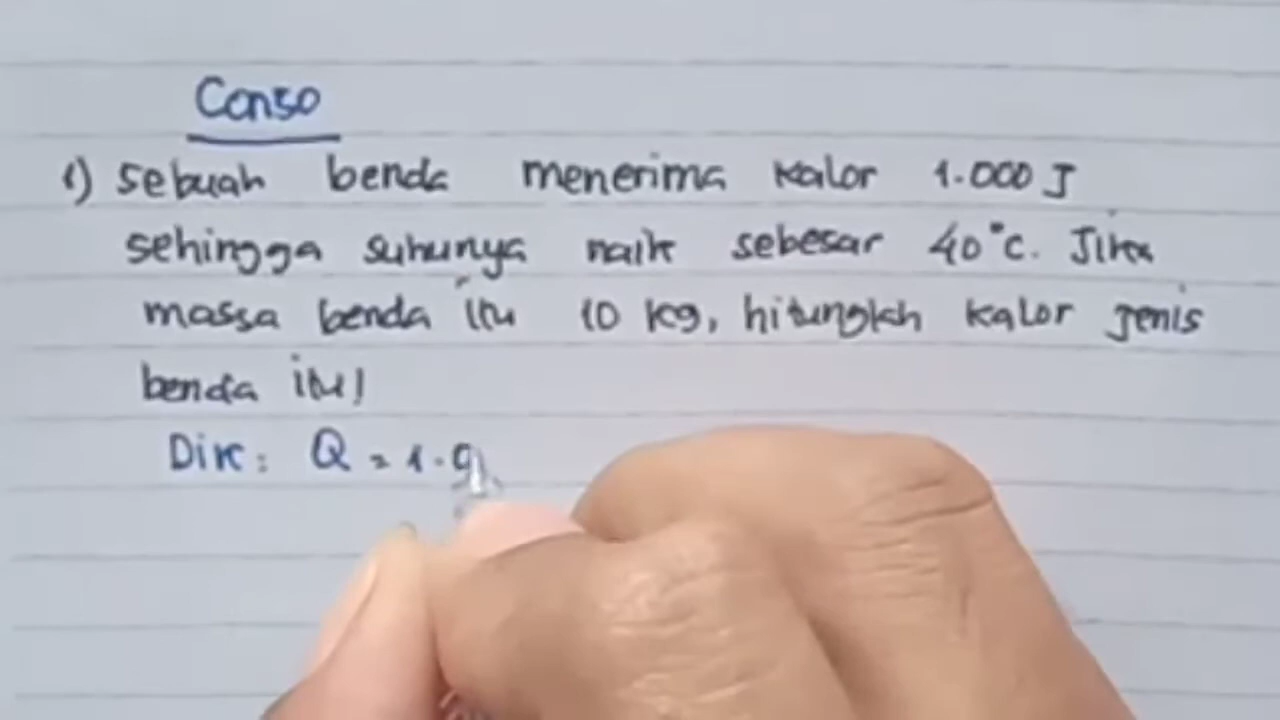 Conso
1) Sebuah benda menerima kalor 1.000 J
sehingga suhunya naik sebesar 40°C. Jika
massa benda itu 10 kg, hitunglah kalor jenis
benda itu!
Dik: Q = 1.0